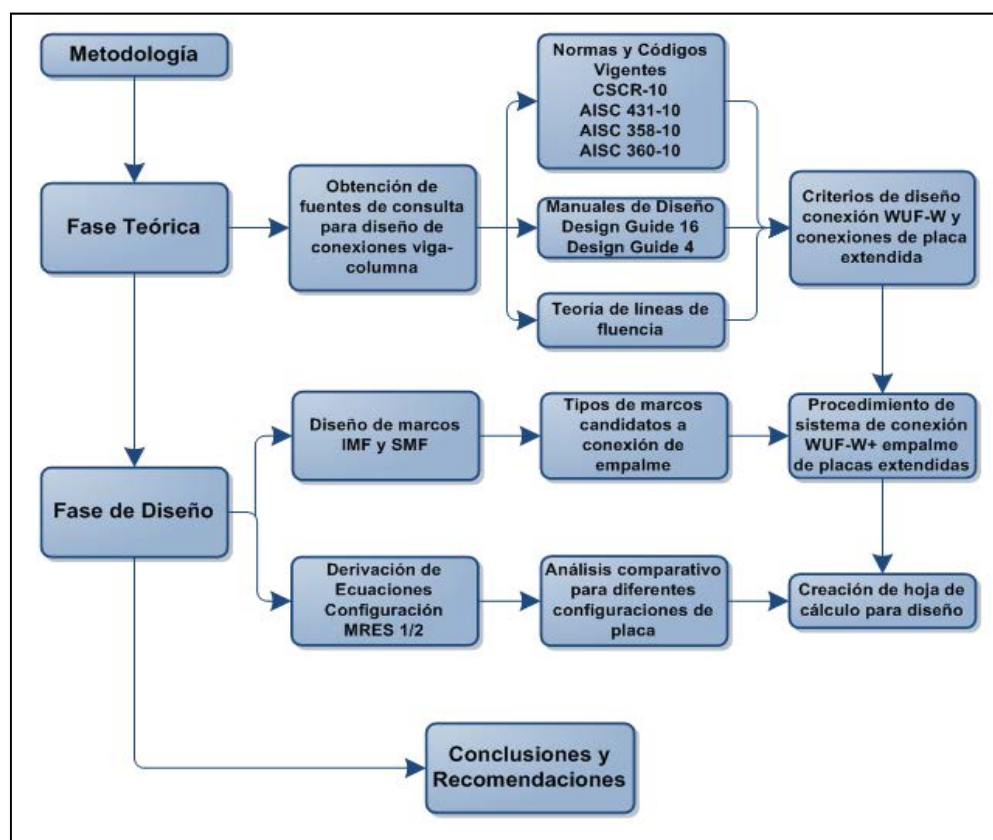 Metodología
Fase Teórica
Obtención de
fuentes de consulta
para diseño de
conexiones viga-
columna
Normas y Códigos
Vigentes
CSCR-10
AISC 431-10
AISC 358-10
AISC 360-10
Manuales de Diseño
Design Guide 16
Design Guide 4
Teoría de líneas de
fluencia
Criterios de diseño
conexión WUF-W y
conexiones de placa
extendida
Fase de Diseño
Diseño de marcos
IMF y SMF
Tipos de marcos
candidatos a
conexión de
empalme
Procedimiento de
sistema de conexión
WUF-W+ empalme
de placas extendidas
Derivación de
Ecuaciones
Configuración
MRES 1/2
Análisis comparativo
para diferentes
configuraciones de
placa
Creación de hoja de
cálculo para diseño
Conclusiones y
Recomendaciones